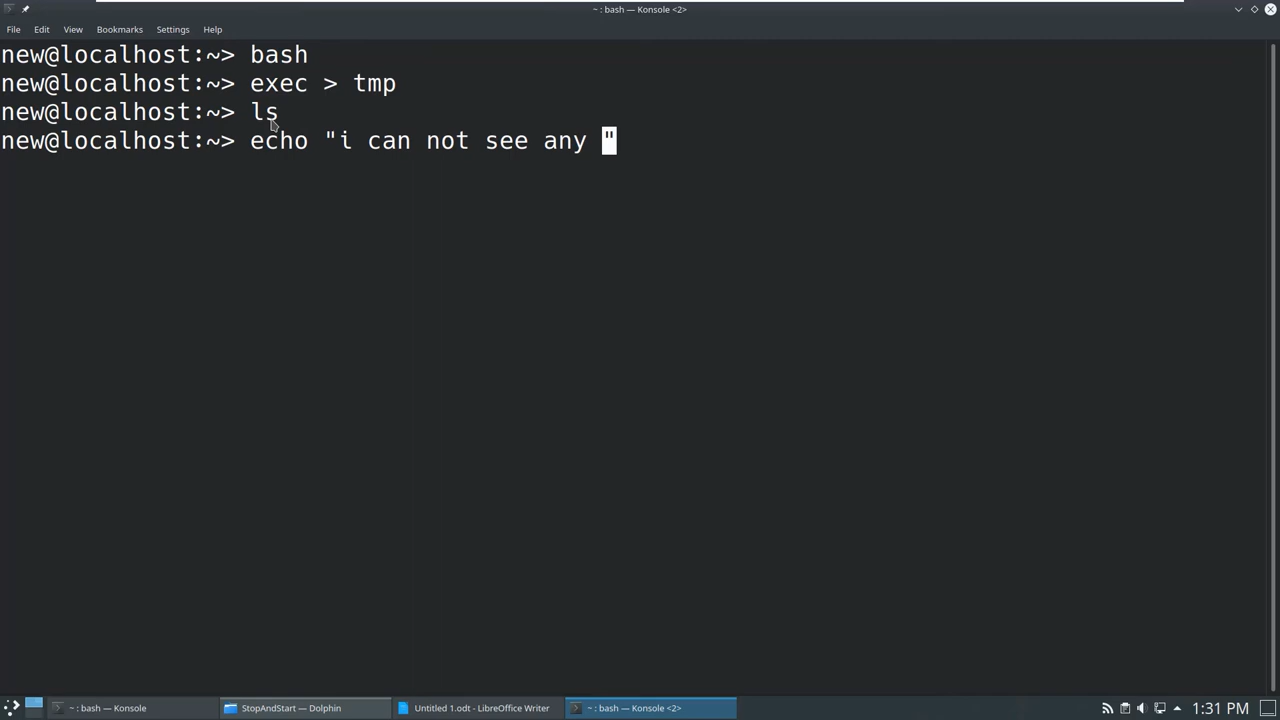 ~ : bash — Konsole <2>
File Edit View Bookmarks Settings Help
new@localhost:~> bash
new@localhost:~> exec > tmp
new@localhost:~> ls
new@localhost:~> echo "i can not see any "
~ : bash — Konsole StopAndStart — Dolphin Untitled 1.odt - LibreOffice Writer ~ : bash — Konsole <2> 1:31 PM